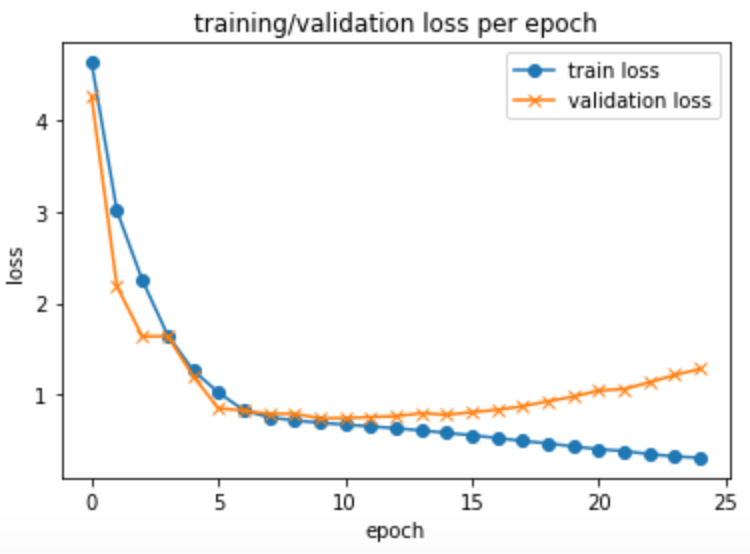 training/validation loss per epoch
train loss
validation loss
4
3
2
1
loss
0 5 10 15 20 25
epoch